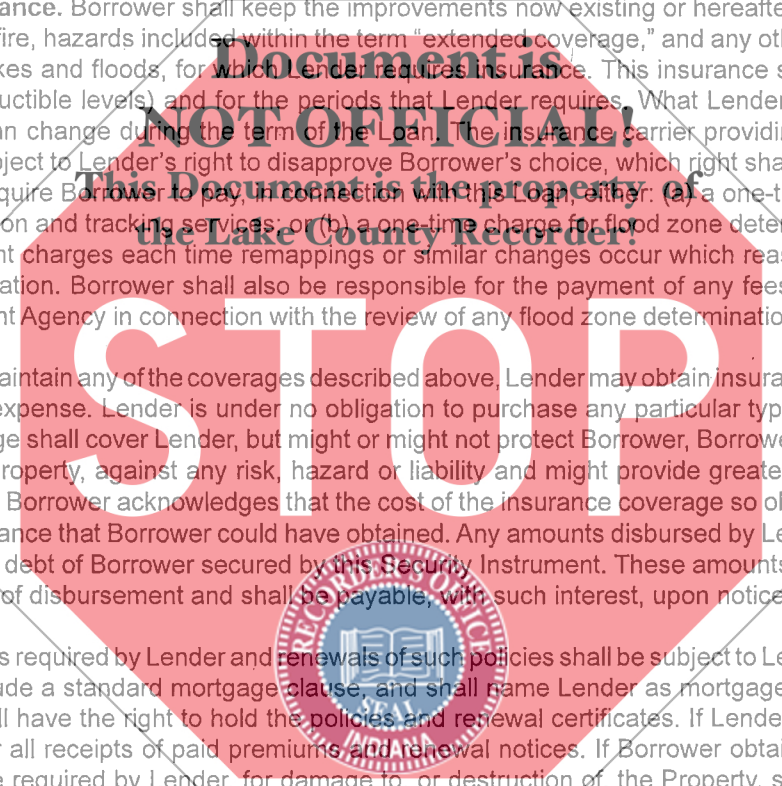 ance. Borrower shall keep the improvements now existing or hereafte
fire, hazards included within the term “extended coverage,” and any ot
Document is
kes and floods, for which Lender requires insurance. This insurance s
uctible levels) and for the periods that Lender requires. What Lender
NOT OFFICIAL!
n change during the term of the Loan. The insurance carrier providi
ject to Lender’s right to disapprove Borrower’s choice, which right sha
This Document is the property of
quire Borrower to pay, in connection with this Loan, either: (a) a one-t
the Lake County Recorder!
on and tracking services; or (b) a one-time charge for flood zone deter
nt charges each time remappings or similar changes occur which reas
ation. Borrower shall also be responsible for the payment of any fees
nt Agency in connection with the review of any flood zone determinatio
STOP
aintain any of the coverages described above, Lender may obtain insura
expense. Lender is under no obligation to purchase any particular typ
ge shall cover Lender, but might or might not protect Borrower, Borrowe
roperty, against any risk, hazard or liability and might provide greate
Borrower acknowledges that the cost of the insurance coverage so ob
ance that Borrower could have obtained. Any amounts disbursed by Le
debt of Borrower secured by this Security Instrument. These amounts
of disbursement and shall be payable, with such interest, upon notice
RECORDER'S OFFICE
s required by Lender and renewals of such policies shall be subject to Le
ude a standard mortgage clause, and shall name Lender as mortgage
SEAL
ll have the right to hold the policies and renewal certificates. If Lende
INDIANA
r all receipts of paid premiums and renewal notices. If Borrower obtai
e required by Lender, for damage to, or destruction of, the Property, s